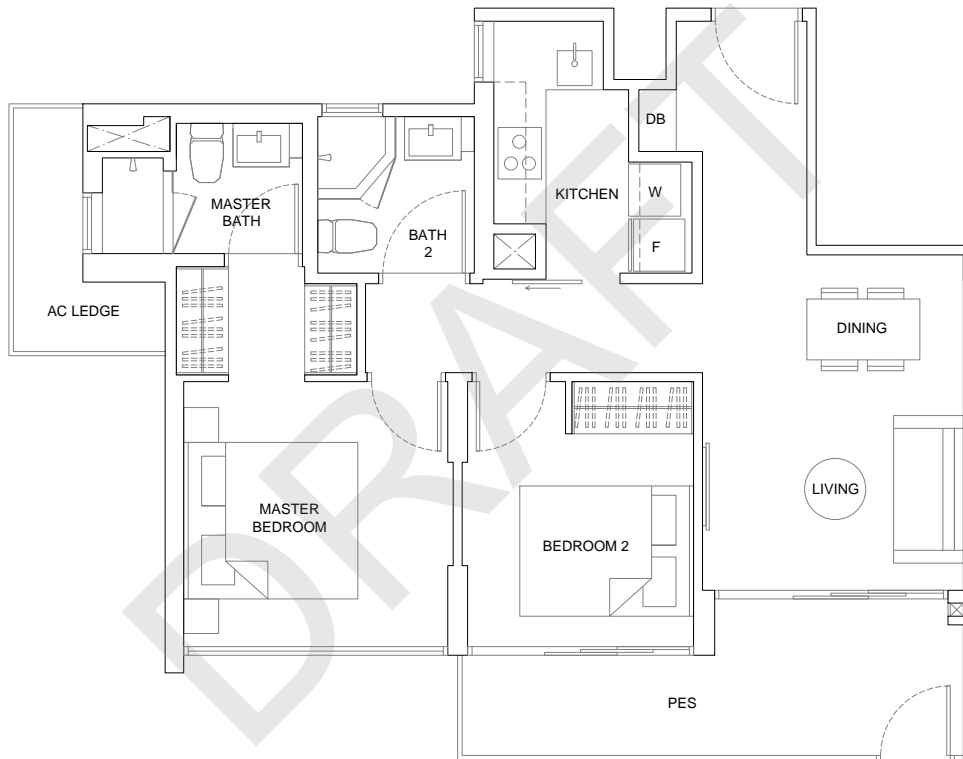 DB
KITCHEN
W
F
MASTER
BATH
BATH
2
AC LEDGE
DINING
LIVING
MASTER
BEDROOM
BEDROOM 2
PES
DRAFT